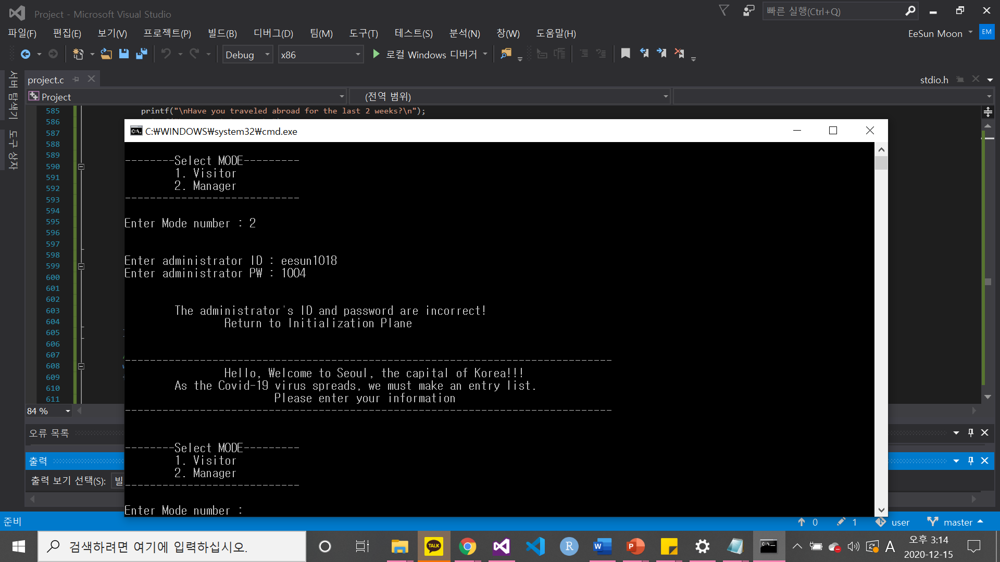 Project - Microsoft Visual Studio
빠른 실행(Ctrl+Q)
파일(F) 편집(E) 보기(V) 프로젝트(P) 빌드(B) 디버그(D) 팀(M) 도구(T) 테스트(S) 분석(N) 창(W) 도움말(H)
EeSun Moon EM
Debug x86 로컬 Windows 디버거
서버 탐색기
도구 상자
project.c
stdio.h
Project (전역 범위)
585 printf("\nHave you traveled abroad for the last 2 weeks?\n");
586
587
588
589
590
591
592
593
594
595
596
597
598
599
600
601
602
603
604
605
606
607
608
609
610
611
84 %
C:₩WINDOWS₩system32₩cmd.exe
--------Select MODE---------
1. Visitor
2. Manager
----------------------------
Enter Mode number : 2
Enter administrator ID : eesun1018
Enter administrator PW : 1004
The administrator's ID and password are incorrect!
Return to Initialization Plane
------------------------------------------------------------------------------
Hello, Welcome to Seoul, the capital of Korea!!!
As the Covid-19 virus spreads, we must make an entry list.
Please enter your information
------------------------------------------------------------------------------
--------Select MODE---------
1. Visitor
2. Manager
----------------------------
Enter Mode number :
오류 목록
출력
출력 보기 선택(S): 빌
준비
0 1 user master
검색하려면 여기에 입력하십시오.
TALK
R
W
P
A
오후 3:14
2020-12-15